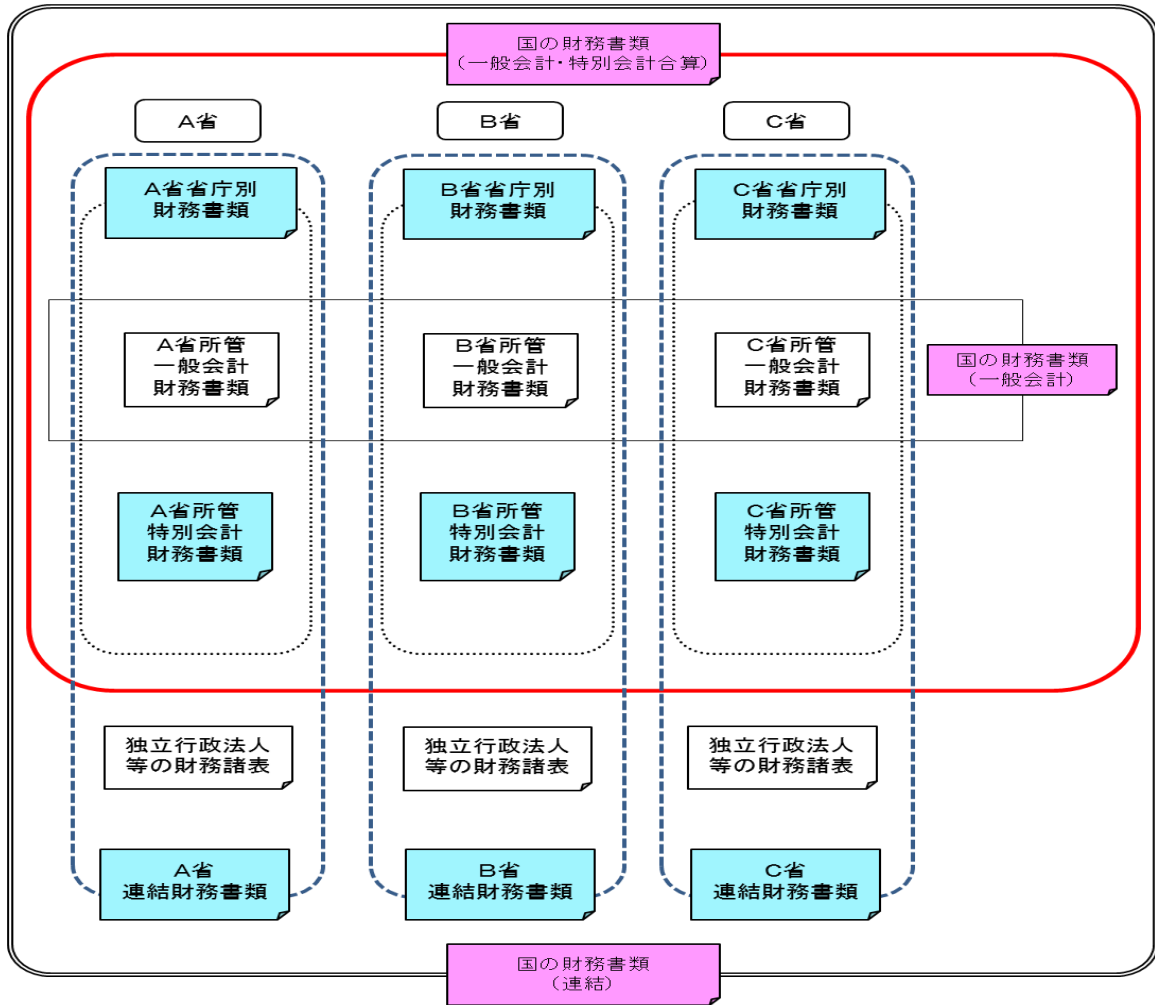 国の財務書類
(一般会計・特別会計合算)
A省
B省
C省
A省省庁別
財務書類
B省省庁別
財務書類
C省省庁別
財務書類
A省所管
一般会計
財務書類
B省所管
一般会計
財務書類
C省所管
一般会計
財務書類
国の財務書類
(一般会計)
A省所管
特別会計
財務書類
B省所管
特別会計
財務書類
C省所管
特別会計
財務書類
独立行政法人
等の財務諸表
独立行政法人
等の財務諸表
独立行政法人
等の財務諸表
A省
連結財務書類
B省
連結財務書類
C省
連結財務書類
国の財務書類
(連結)